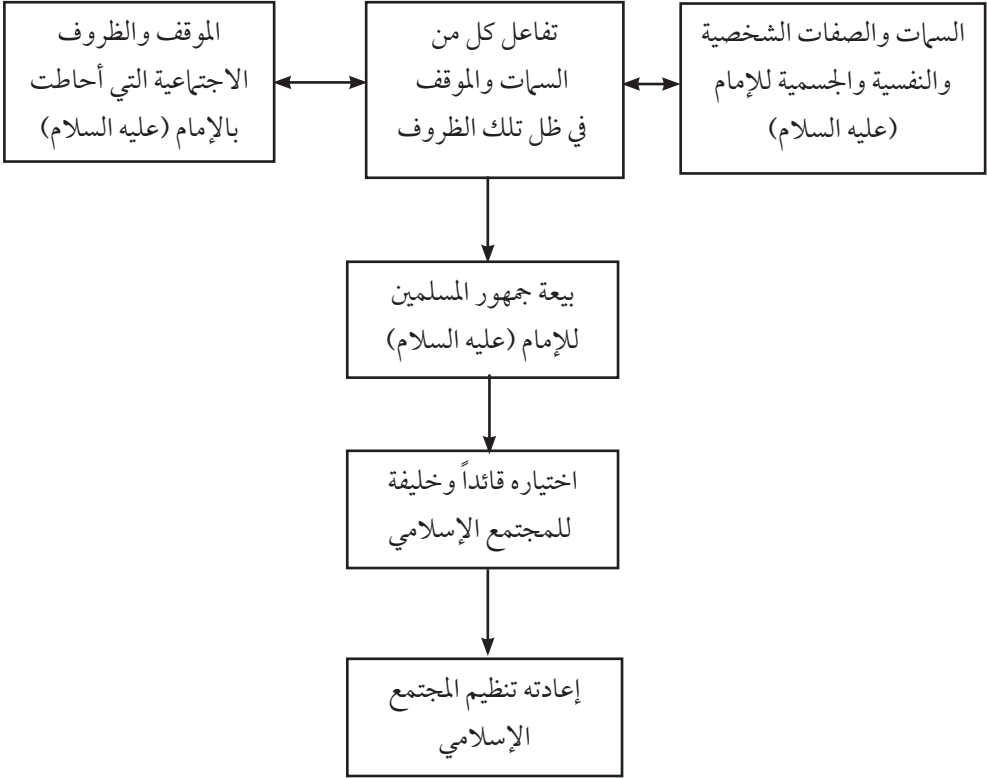 السمات والصفات الشخصية
والنفسية والجسمية للإمام
(عليه السلام)
تفاعل كل من
السمات والموقف
في ظل تلك الظروف
الموقف والظروف
الاجتماعية التي أحاطت
بالإمام (عليه السلام)
بيعة جمهور المسلمين
للإمام (عليه السلام)
اختياره قائداً وخليفة
للمجتمع الإسلامي
إعادته تنظيم المجتمع
الإسلامي